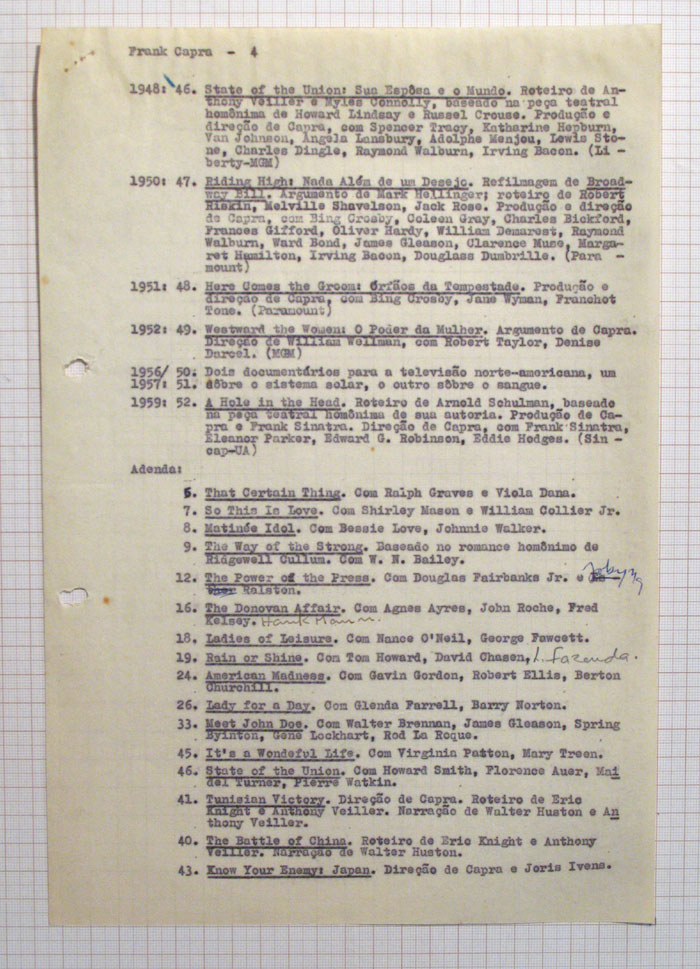 Frank Capra - 4
1948: 46. State of the Union: Sua Espôsa e o Mundo. Roteiro de An-
thony Veiller e Myles Connolly, baseado na peça teatral
homônima de Howard Lindsay e Russel Crouse. Produção e
direção de Capra, com Spencer Tracy, Katharine Hepburn,
Van Johnson, Angela Lansbury, Adolphe Menjou, Lewis Sto-
ne, Charles Dingle, Raymond Walburn, Irving Bacon. (Li -
berty-MGM)
1950: 47. Riding High: Nada Além de um Desejo. Refilmagem de Broad-
way Bill. Argumento de Mark Hellinger; roteiro de Robert
Riskin, Melville Shavelson, Jack Rose. Produção e direção
de Capra, com Bing Crosby, Coleen Gray, Charles Bickford,
Frances Gifford, Oliver Hardy, William Demarest, Raymond
Walburn, Ward Bond, James Gleason, Clarence Muse, Marga-
ret Hamilton, Irving Bacon, Douglass Dumbrille. (Para -
mount)
1951: 48. Here Comes the Groom: Órfãos da Tempestade. Produção e
direção de Capra, com Bing Crosby, Jane Wyman, Franchot
Tone. (Paramount)
1952: 49. Westward the Women: O Poder da Mulher. Argumento de Capra.
Direção de William Wellman, com Robert Taylor, Denise
Darcel. (MGM)
1956/ 50. Dois documentários para a televisão norte-americana, um
1957: 51. sôbre o sistema solar, o outro sôbre o sangue.
1959: 52. A Hole in the Head. Roteiro de Arnold Schulman, baseado
na peça teatral homônima de sua autoria. Produção de Ca-
pra e Frank Sinatra. Direção de Capra, com Frank Sinatra,
Eleanor Parker, Edward G. Robinson, Eddie Hodges. (Sin -
cap-UA)
Adenda:
6. That Certain Thing. Com Ralph Graves e Viola Dana.
7. So This Is Love. Com Shirley Mason e William Collier Jr.
8. Matinée Idol. Com Bessie Love, Johnnie Walker.
9. The Way of the Strong. Baseado no romance homônimo de
Ridgewell Cullum. Com W. N. Bailey.
12. The Power of the Press. Com Douglas Fairbanks Jr. e Jobyna
Ralston.
16. The Donovan Affair. Com Agnes Ayres, John Roche, Fred
Kelsey. Hank Mann.
18. Ladies of Leisure. Com Nance O'Neil, George Fawcett.
19. Rain or Shine. Com Tom Howard, David Chasen, L. Fazenda.
24. American Madness. Com Gavin Gordon, Robert Ellis, Berton
Churchill.
26. Lady for a Day. Com Glenda Farrell, Barry Norton.
33. Meet John Doe. Com Walter Brennan, James Gleason, Spring
Byinton, Gene Lockhart, Rod La Roque.
45. It's a Wondeful Life. Com Virginia Patton, Mary Treen.
46. State of the Union. Com Howard Smith, Florence Auer, Mai
del Turner, Pierre Watkin.
41. Tunisian Victory. Direção de Capra. Roteiro de Eric
Knight e Anthony Veiller. Narração de Walter Huston e An
thony Veiller.
40. The Battle of China. Roteiro de Eric Knight e Anthony
Veiller. Narração de Walter Huston.
43. Know Your Enemy: Japan. Direção de Capra e Joris Ivens.